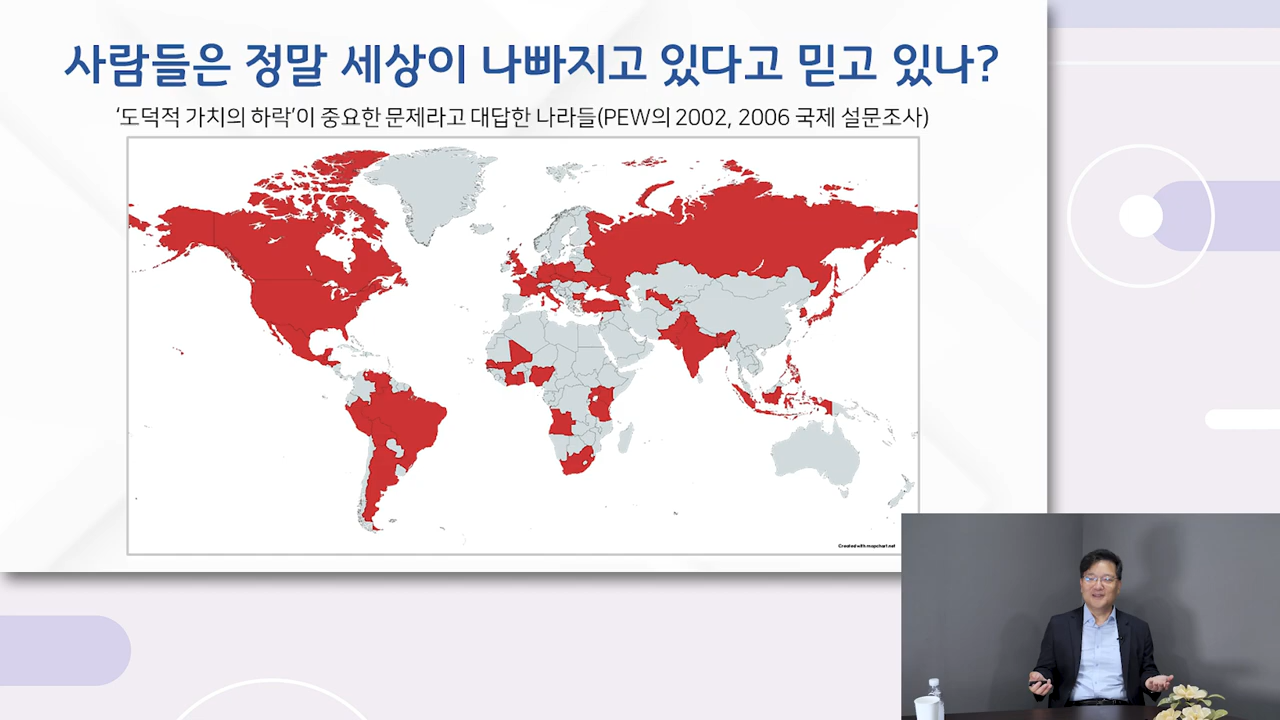 사람들은 정말 세상이 나빠지고 있다고 믿고 있나?
‘도덕적 가치의 하락’이 중요한 문제라고 대답한 나라들(PEW의 2002, 2006 국제 설문조사)
Created with mapchart.net